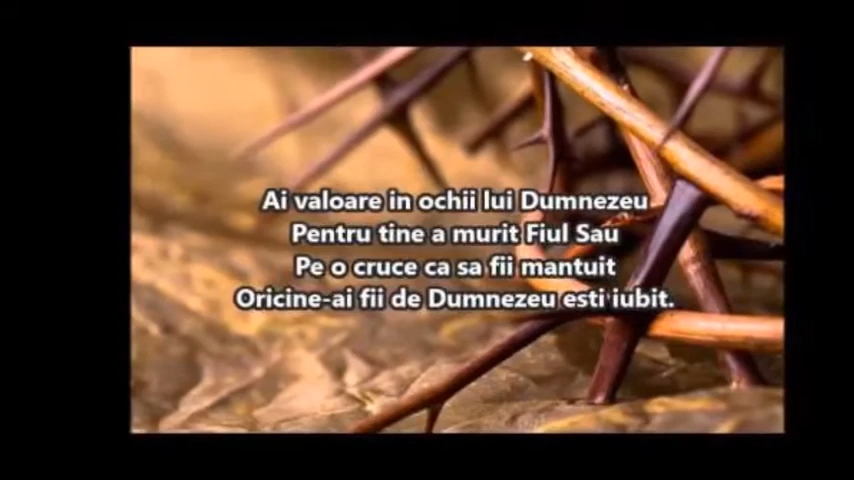 Ai valoare in ochii lui Dumnezeu
Pentru tine a murit Fiul Sau
Pe o cruce ca sa fii mantuit
Oricine-ai fii de Dumnezeu esti iubit.